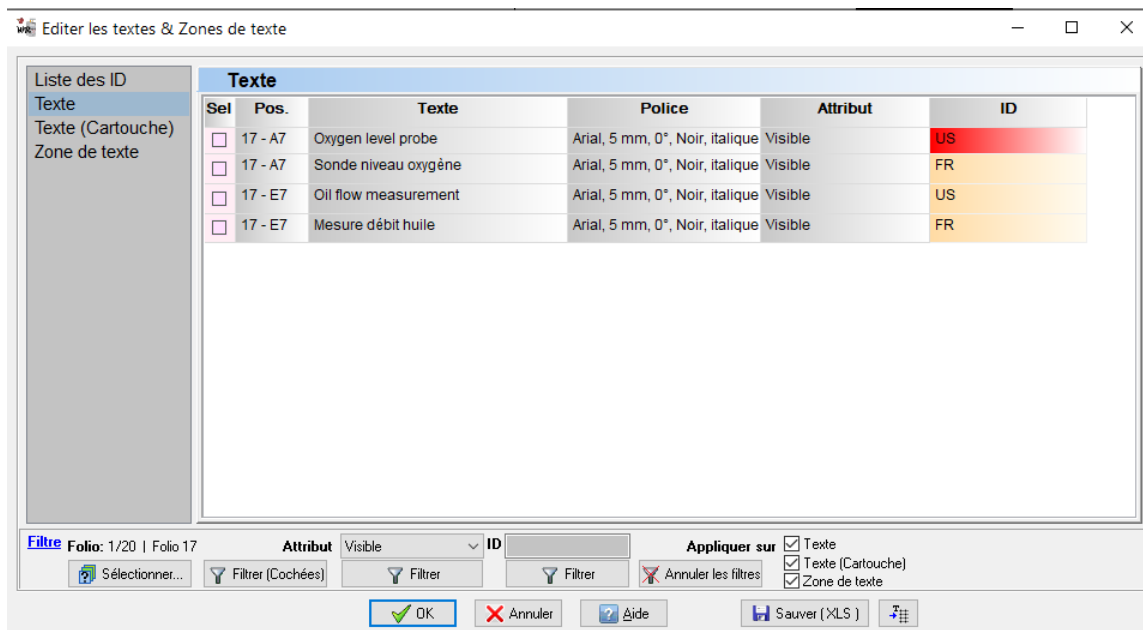 Editer les textes & Zones de texte
Liste des ID
Texte
Texte (Cartouche)
Zone de texte
Texte
Sel Pos. Texte Police Attribut ID
17 - A7 Oxygen level probe Arial, 5 mm, 0°, Noir, italique Visible US
17 - A7 Sonde niveau oxygène Arial, 5 mm, 0°, Noir, italique Visible FR
17 - E7 Oil flow measurement Arial, 5 mm, 0°, Noir, italique Visible US
17 - E7 Mesure débit huile Arial, 5 mm, 0°, Noir, italique Visible FR
Filtre Folio: 1/20 | Folio 17 Attribut Visible ID Appliquer sur Texte
Texte (Cartouche)
Zone de texte
Sélectionner... Filtrer (Cochées) Filtrer Filtrer Annuler les filtres
OK Annuler Aide Sauver ( XLS )